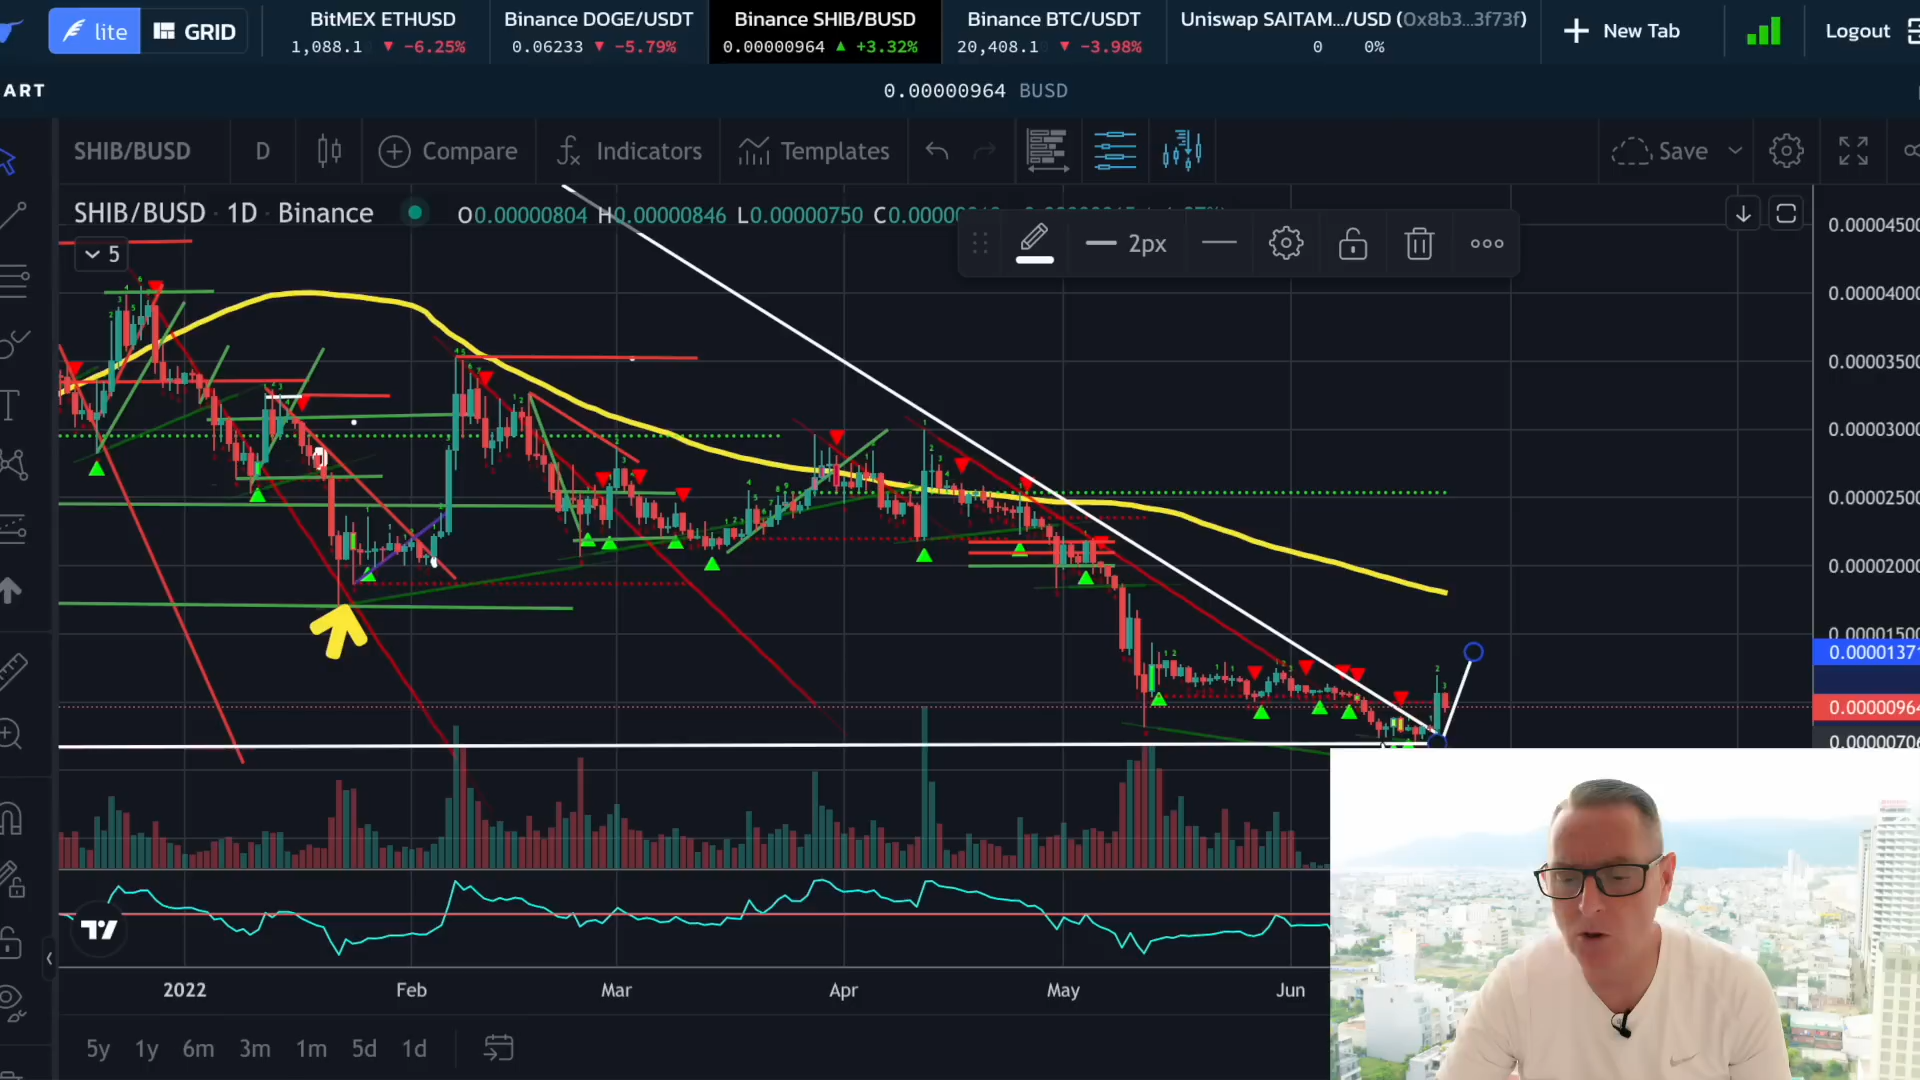 lite
GRID
BitMEX ETHUSD
1,088.1 ▼ -6.25%
Binance DOGE/USDT
0.06233 ▼ -5.79%
Binance SHIB/BUSD
0.00000964 ▲ +3.32%
Binance BTC/USDT
20,408.1 ▼ -3.98%
Uniswap SAITAM.../USD (0x8b3...3f73f)
0 0%
New Tab
Logout
ART
0.00000964 BUSD
SHIB/BUSD
D
Compare
Indicators
Templates
Save
SHIB/BUSD · 1D · Binance
O0.00000804 H0.00000846 L0.00000750 C0.00000
2px
5
0.00004500
0.00004000
0.00003500
0.00003000
0.00002500
0.00002000
0.00001500
0.00001371
0.00000964
0.00000706
2022
Feb
Mar
Apr
May
Jun
5y 1y 6m 3m 1m 5d 1d